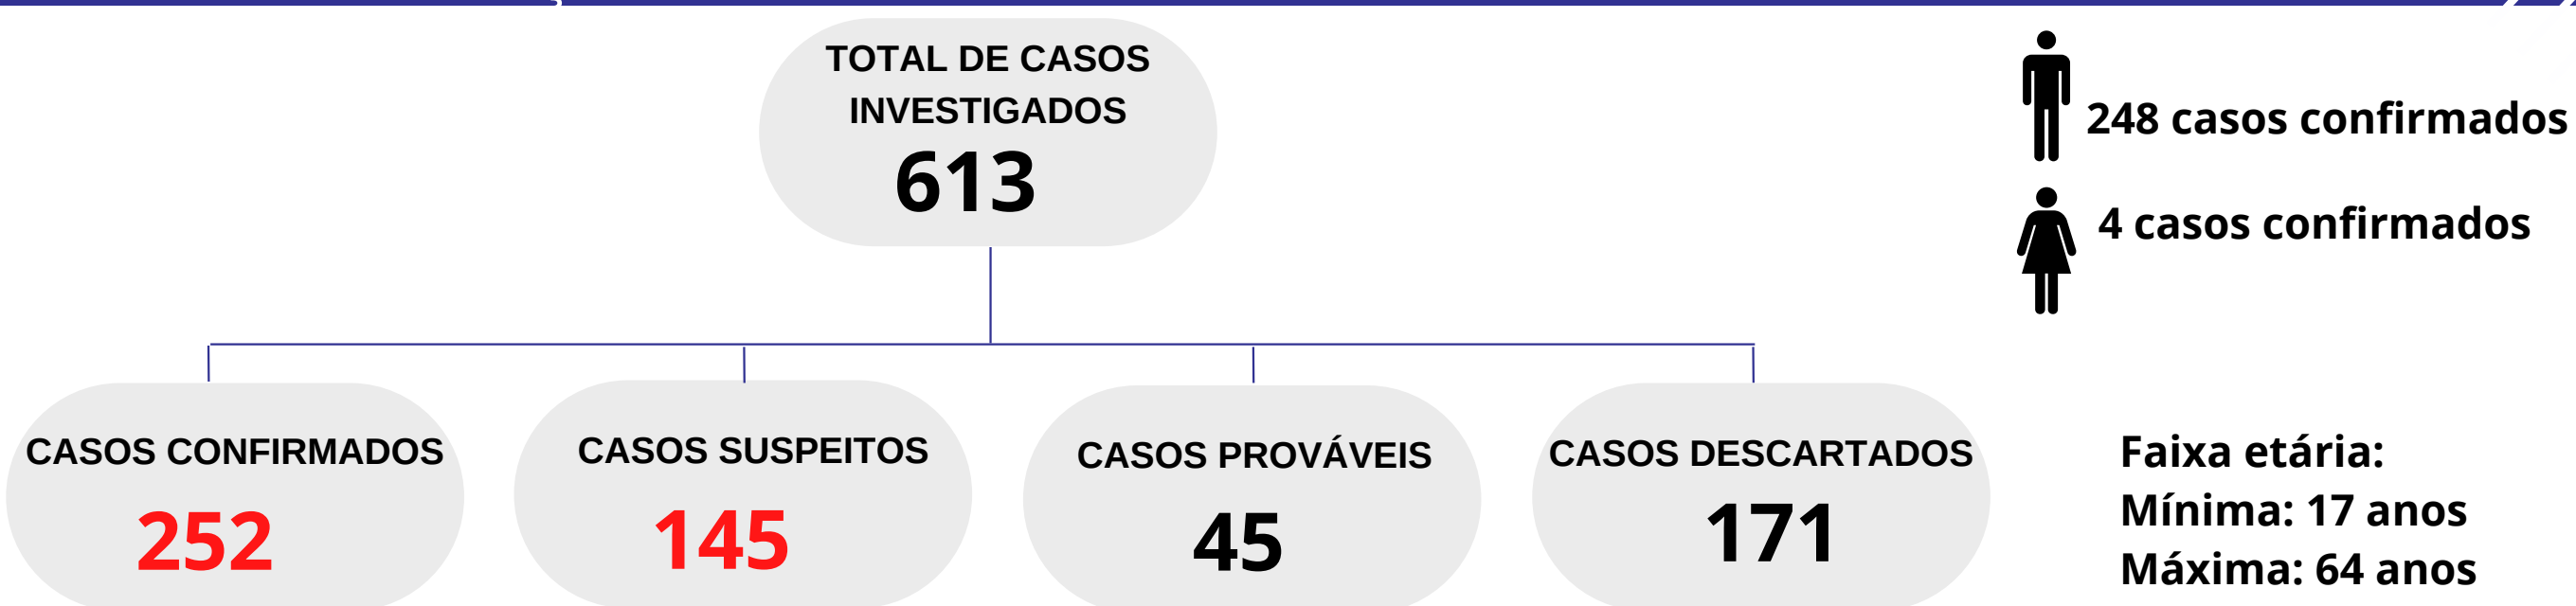 TOTAL DE CASOS
INVESTIGADOS
613
248 casos confirmados
4 casos confirmados
CASOS CONFIRMADOS
252
CASOS SUSPEITOS
145
CASOS PROVÁVEIS
45
CASOS DESCARTADOS
171
Faixa etária:
Mínima: 17 anos
Máxima: 64 anos